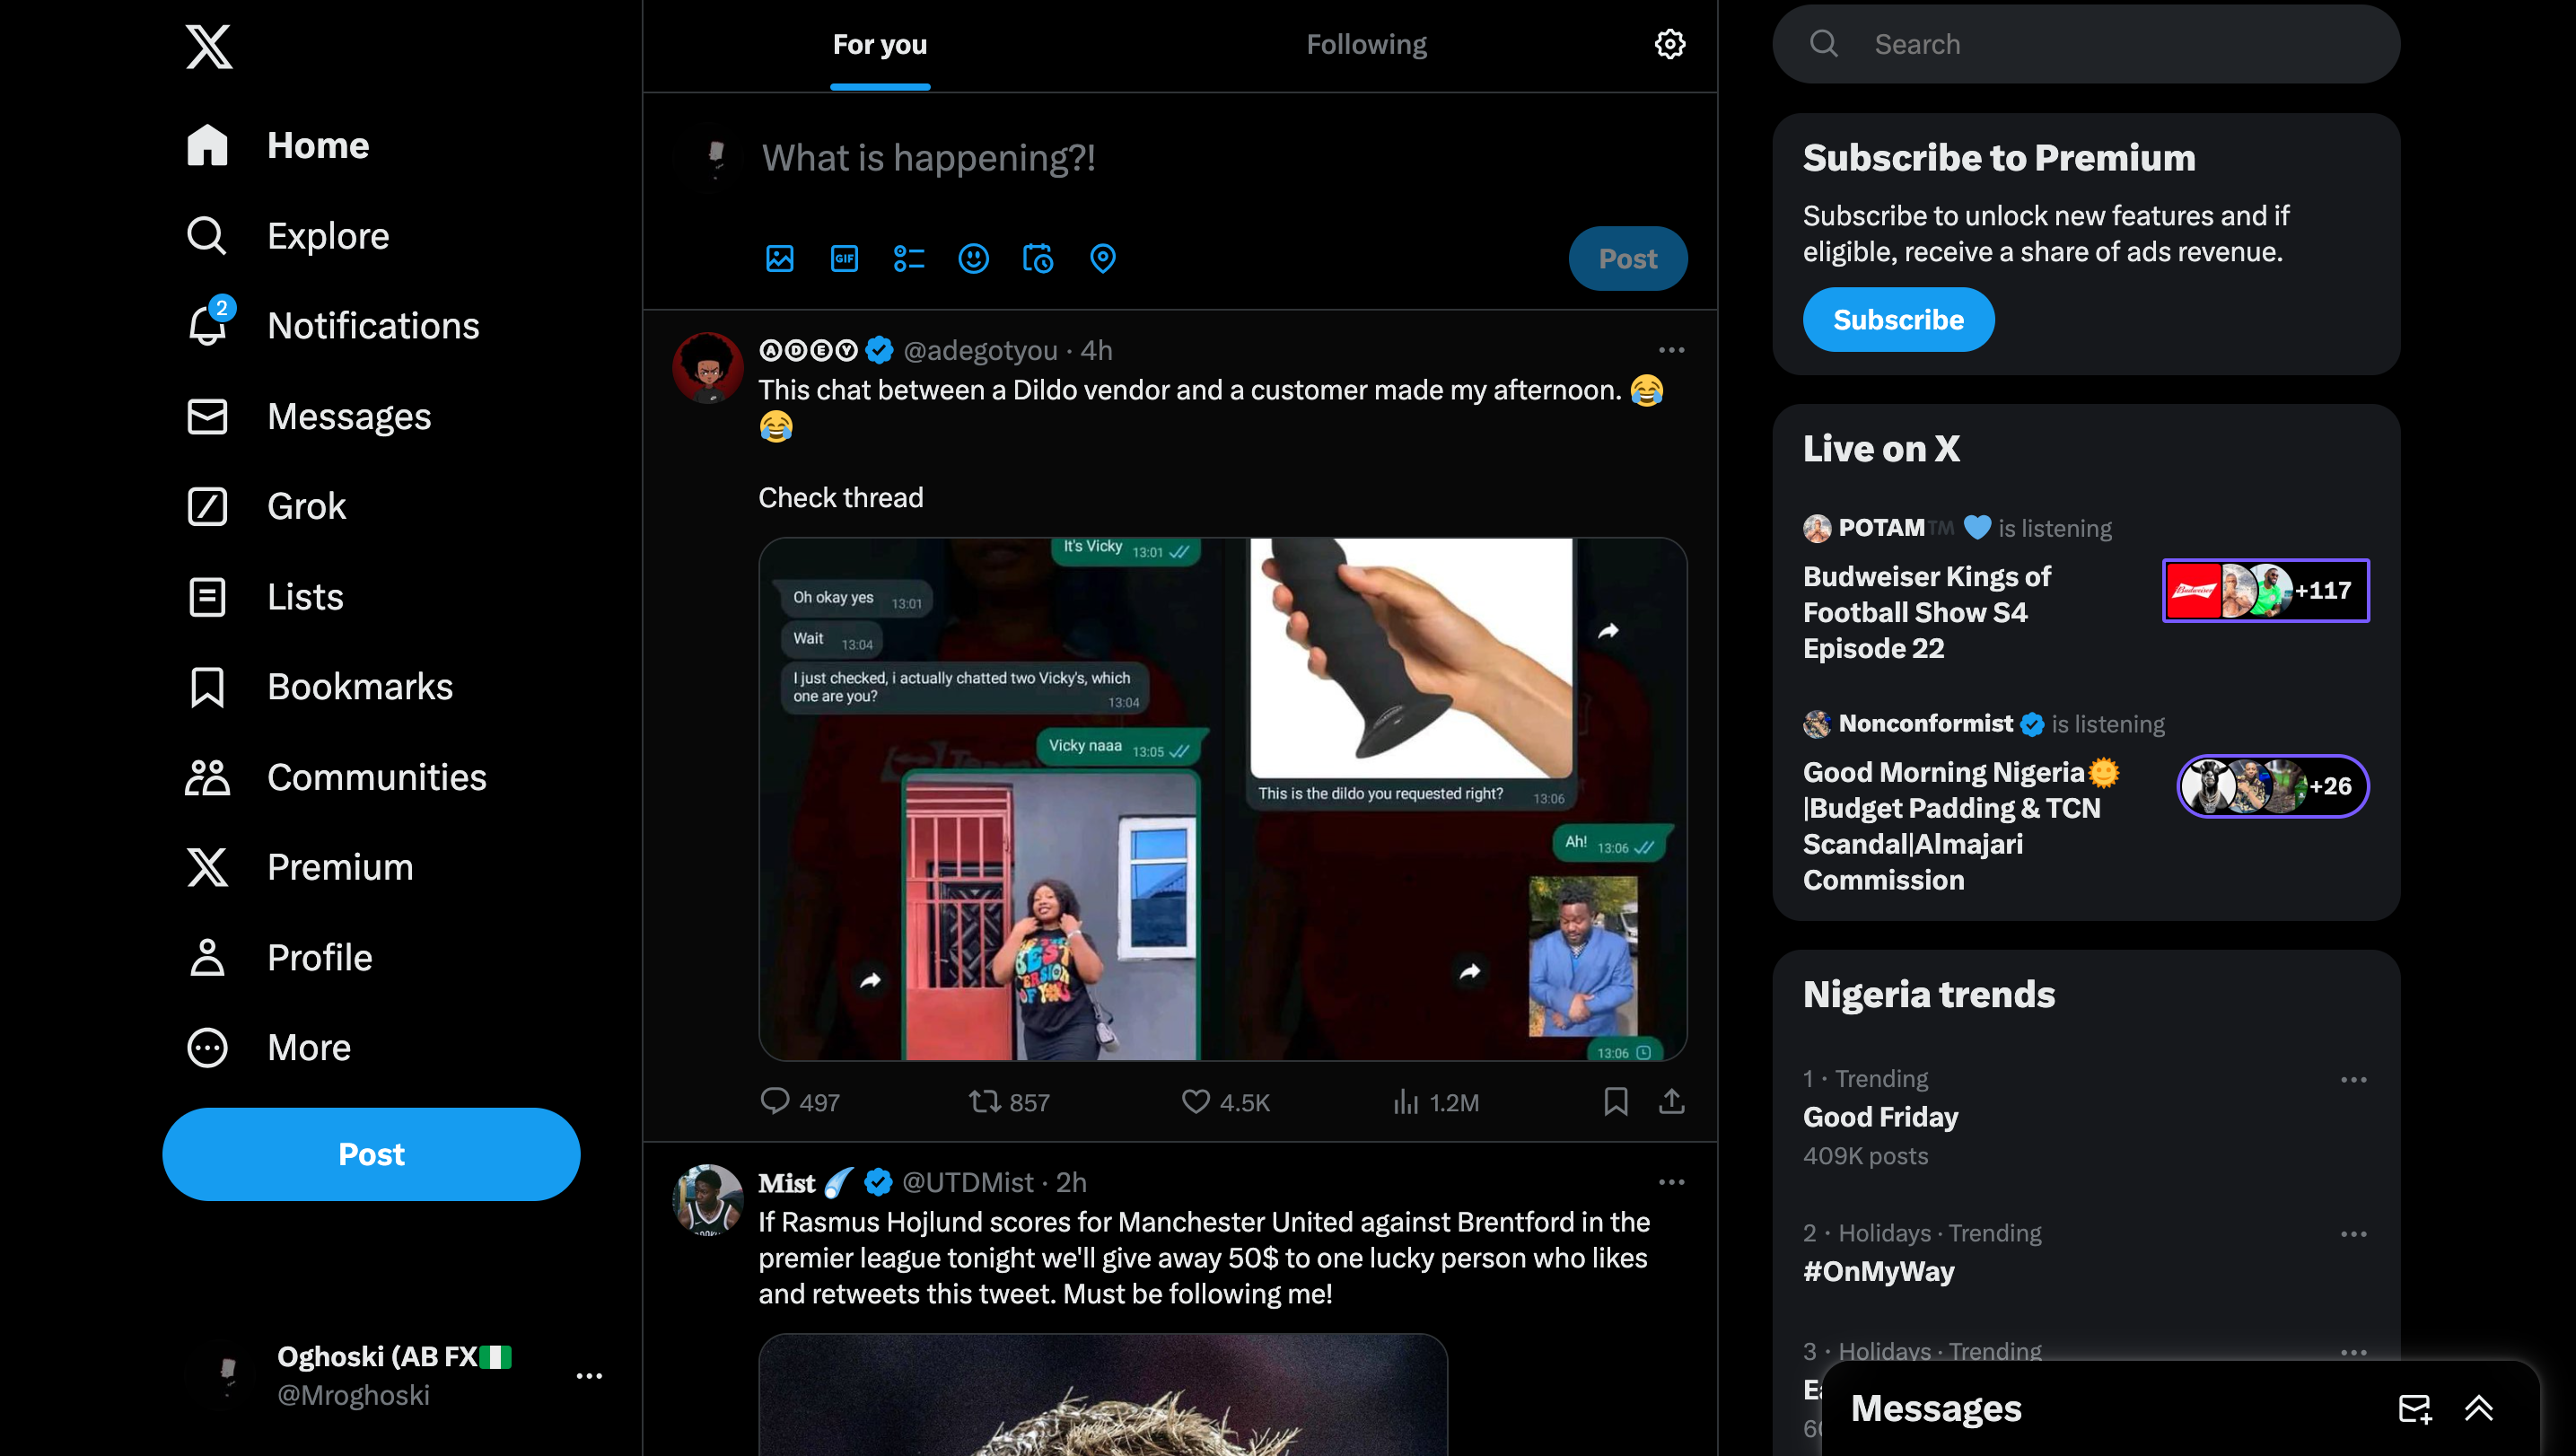 Home
Explore
2
Notifications
Messages
Grok
Lists
Bookmarks
Communities
Premium
Profile
More
Post
Oghoski (AB FX🇳🇬
@Mroghoski
For you
Following
What is happening?!
GIF
Post
ⒶⒹⒺⓎ @adegotyou · 4h
This chat between a Dildo vendor and a customer made my afternoon. 😂
😂
Check thread
It's Vicky 13:01
Oh okay yes 13:01
Wait 13:04
I just checked, i actually chatted two Vicky's, which
one are you?
13:04
Vicky naaa 13:05
BEST
VERSION
OF YOU
This is the dildo you requested right? 13:06
Ah! 13:06
13:06
497 857 4.5K 1.2M
Mist ☄️ @UTDMist · 2h
If Rasmus Hojlund scores for Manchester United against Brentford in the
premier league tonight we'll give away 50$ to one lucky person who likes
and retweets this tweet. Must be following me!
Search
Subscribe to Premium
Subscribe to unlock new features and if
eligible, receive a share of ads revenue.
Subscribe
Live on X
POTAM™ 💙 is listening
Budweiser Kings of
Football Show S4
Episode 22
Budweiser
+117
Nonconformist is listening
Good Morning Nigeria🌞
|Budget Padding & TCN
Scandal|Almajari
Commission
+26
Nigeria trends
1 · Trending
Good Friday
409K posts
2 · Holidays · Trending
#OnMyWay
3 · Holidays · Trending
Messages